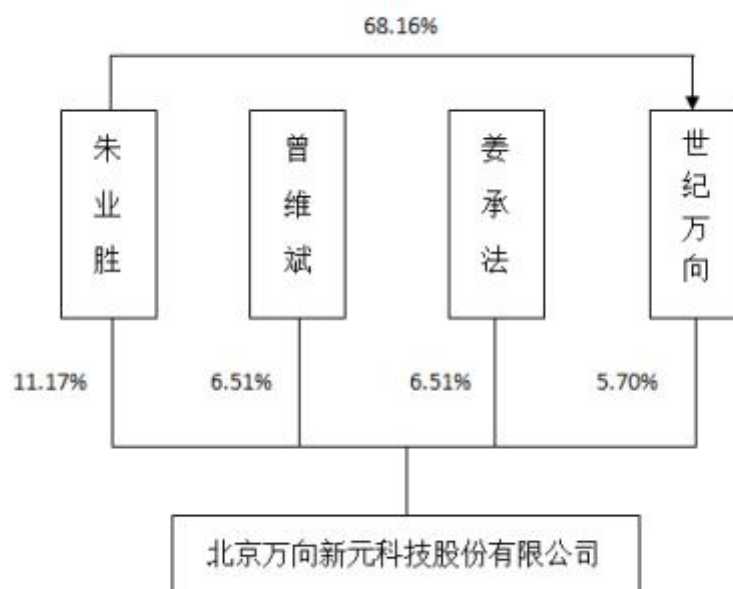 68.16%
朱业胜
曾维斌
姜承法
世纪万向
11.17%
6.51%
6.51%
5.70%
北京万向新元科技股份有限公司